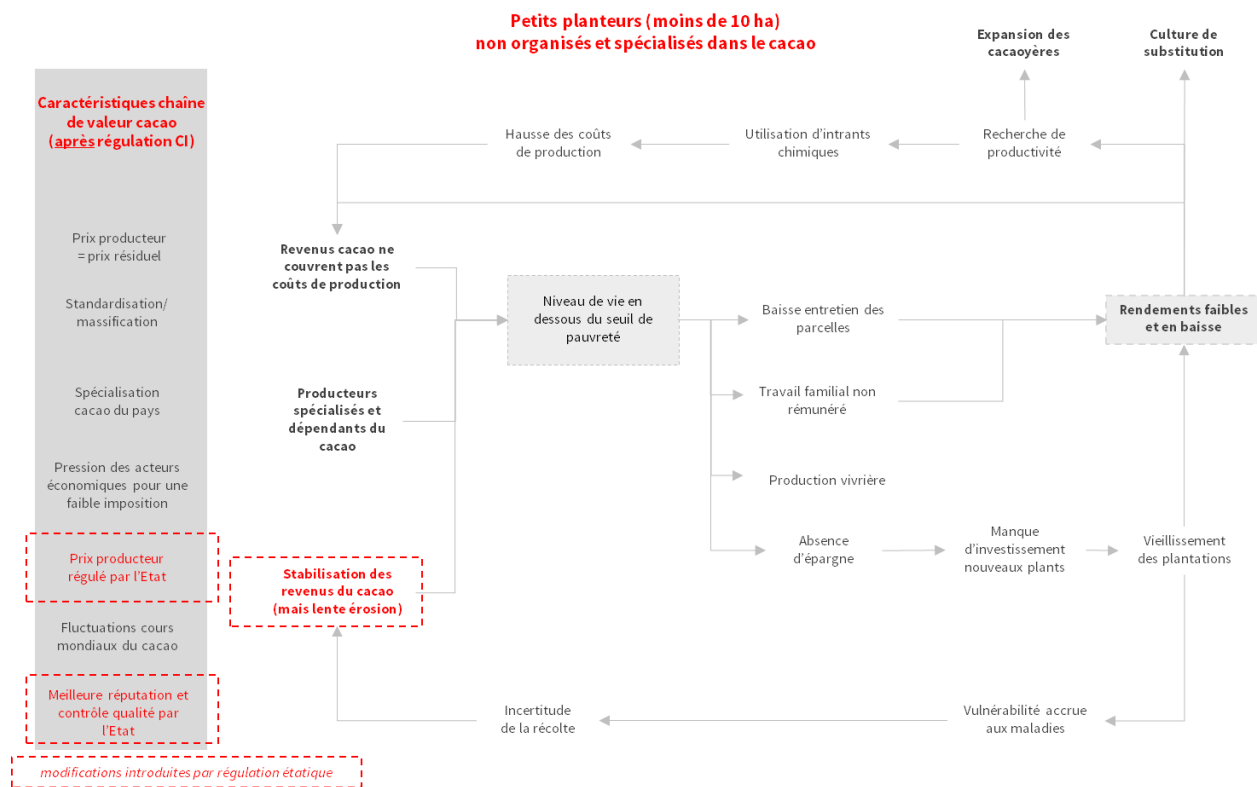 Petits planteurs (moins de 10 ha)
non organisés et spécialisés dans le cacao
Expansion des
cacaoyères
Culture de
substitution
Caractéristiques chaîne
de valeur cacao
(après régulation CI)
Hausse des coûts
de production
Utilisation d'intrants
chimiques
Recherche de
productivité
Prix producteur
= prix résiduel
Standardisation/
massification
Spécialisation
cacao du pays
Pression des acteurs
économiques pour une
faible imposition
Prix producteur
régulé par l'Etat
Fluctuations cours
mondiaux du cacao
Meilleure réputation et
contrôle qualité par
l'Etat
modifications introduites par régulation étatique
Revenus cacao ne
couvrent pas les
coûts de production
Producteurs
spécialisés et
dépendants du
cacao
Stabilisation des
revenus du cacao
(mais lente érosion)
Niveau de vie en
dessous du seuil de
pauvreté
Baisse entretien des
parcelles
Travail familial non
rémunéré
Production vivrière
Absence
d'épargne
Manque
d'investissement
nouveaux plants
Vieillissement
des plantations
Rendements faibles
et en baisse
Incertitude
de la récolte
Vulnérabilité accrue
aux maladies